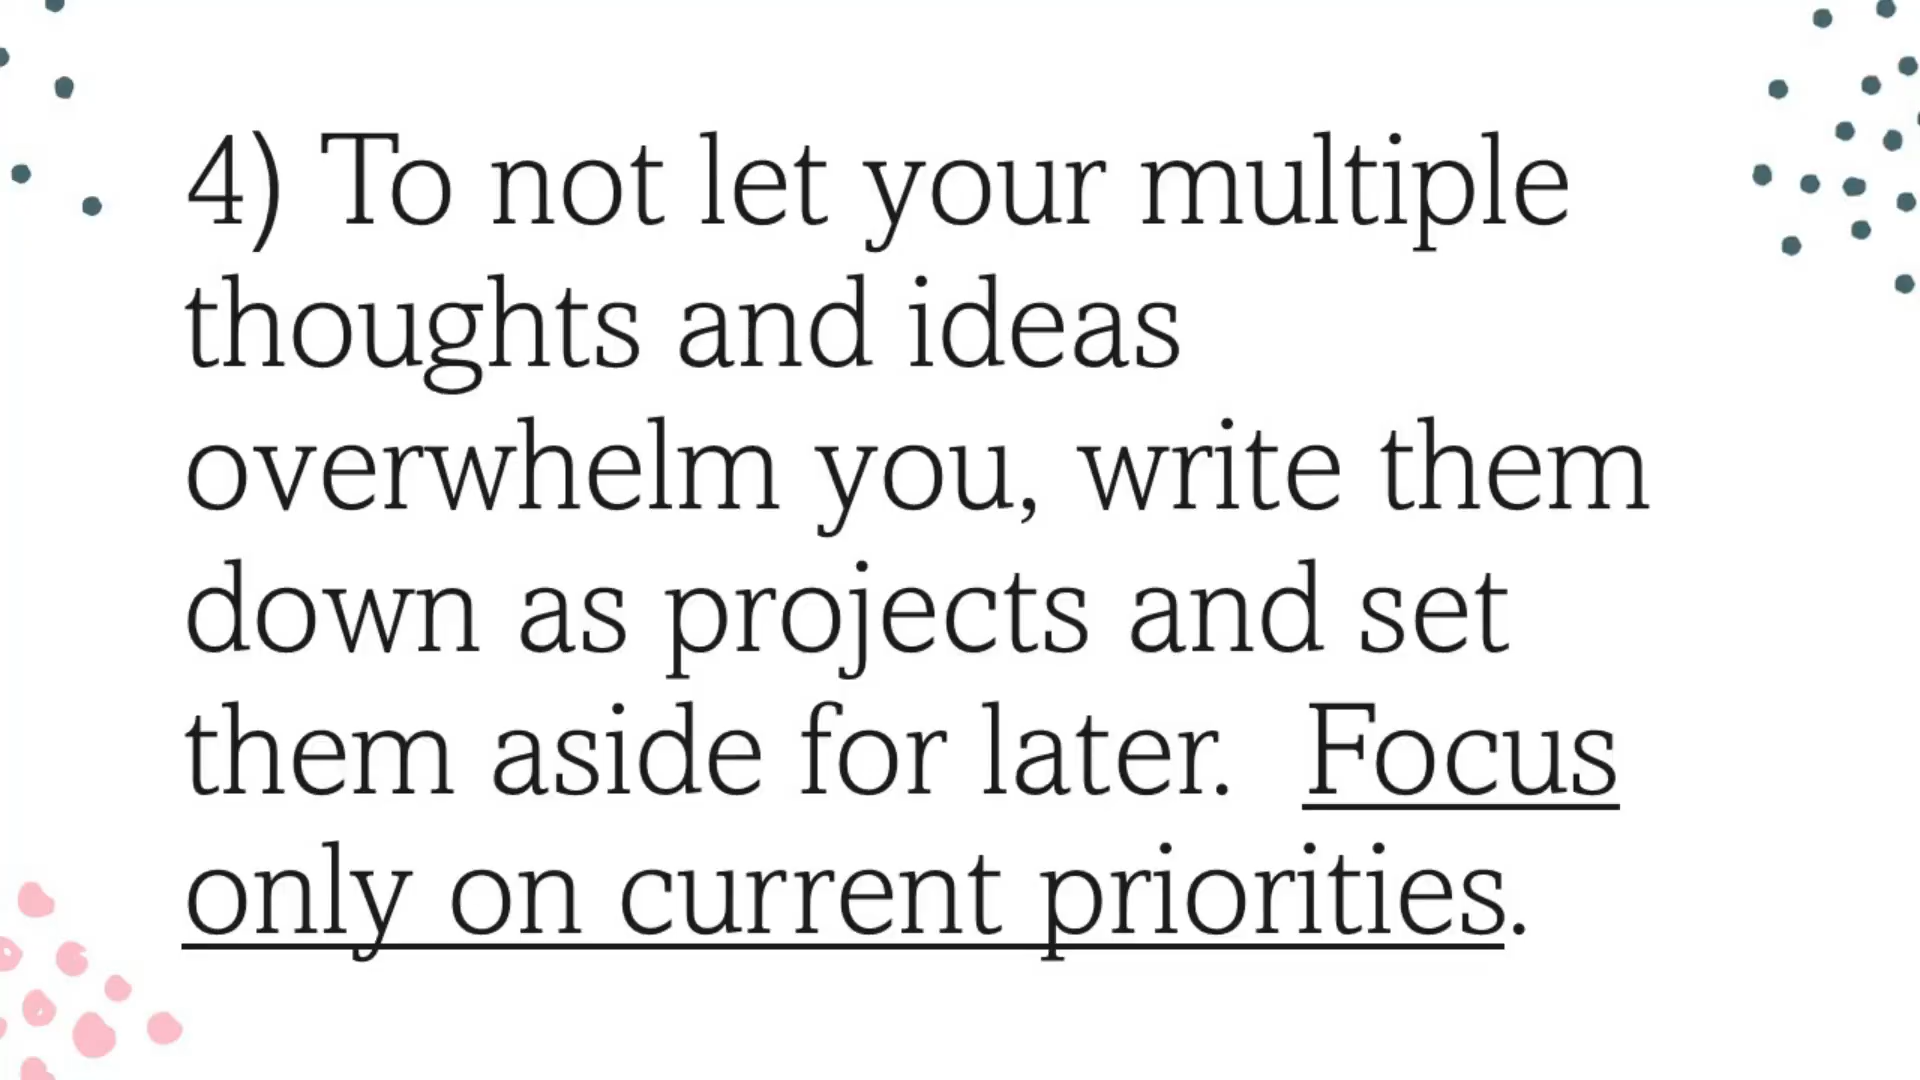 4) To not let your multiple
thoughts and ideas
overwhelm you, write them
down as projects and set
them aside for later.  Focus
only on current priorities.